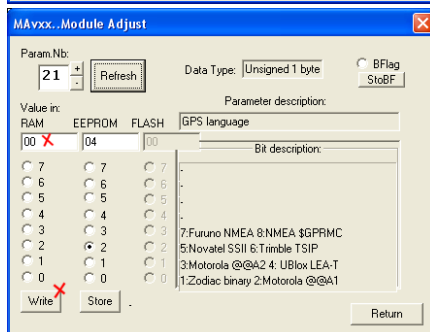 MAvxx..Module Adjust
Param.Nb:
21 + - Refresh
Data Type: Unsigned 1 byte
BFlag
StoBF
Value in:
RAM EEPROM FLASH
Parameter description:
GPS language
00 04 00
Bit description:
7 7 7 -
6 6 6 -
5 5 5 -
4 4 4 -
3 3 3 7:Furuno NMEA 8:NMEA $GPRMC
2 2 2 5:Novatel SSII 6:Trimble TSIP
1 1 1 3:Motorola @@A2 4: UBlox LEA-T
0 0 0 1:Zodiac binary 2:Motorola @@A1
Write Store -
Return